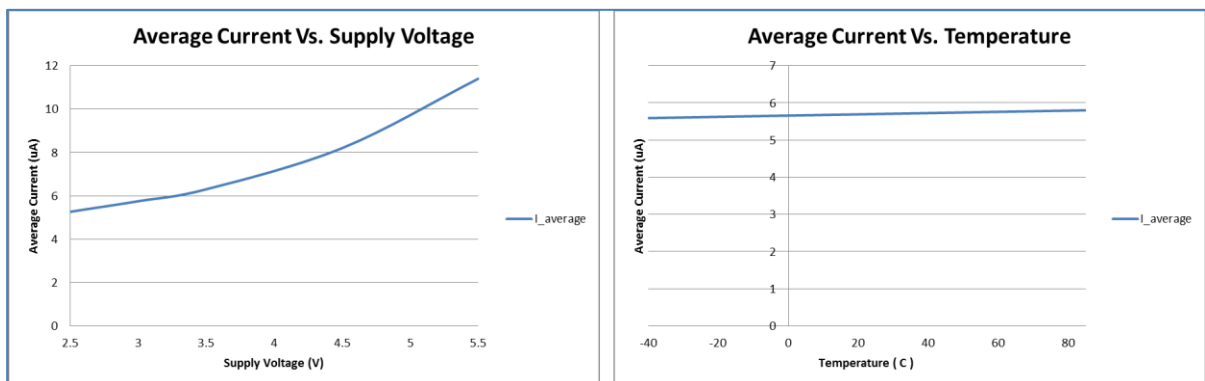 Average Current Vs. Supply Voltage
12
10
8
6
4
2
0
Average Current (uA)
2.5 3 3.5 4 4.5 5 5.5
Supply Voltage (V)
I_average
Average Current Vs. Temperature
7
6
5
4
3
2
1
0
Average Current (uA)
-40 -20 0 20 40 60 80
Temperature ( C )
I_average